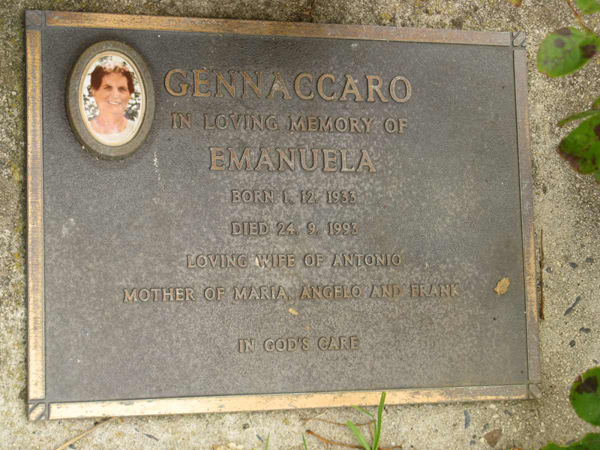 GENNACCARO
IN LOVING MEMORY OF
EMANUELA
BORN 1. 12. 1933
DIED 24. 9. 1993
LOVING WIFE OF ANTONIO
MOTHER OF MARIA, ANGELO AND FRANK
IN GOD'S CARE